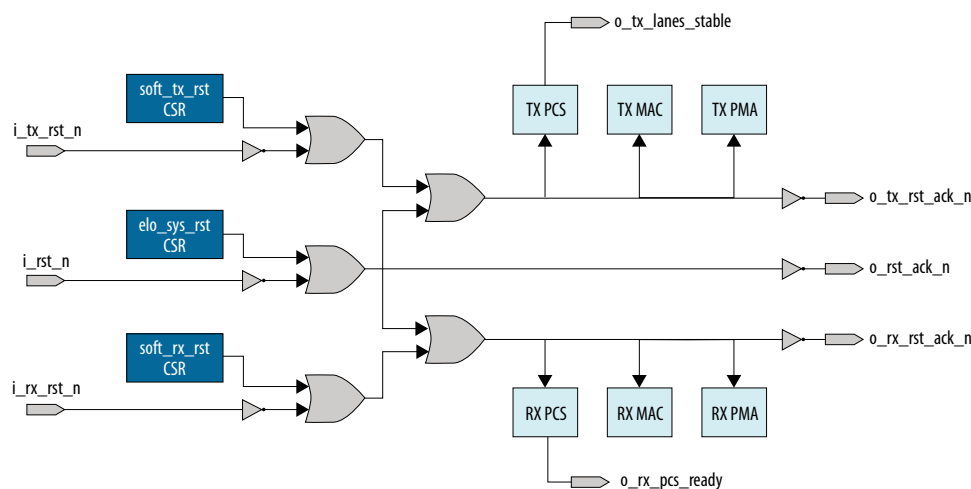 o_tx_lanes_stable
soft_tx_rst
CSR
TX PCS
TX MAC
TX PMA
i_tx_rst_n
o_tx_rst_ack_n
elo_sys_rst
CSR
i_rst_n
o_rst_ack_n
soft_rx_rst
CSR
o_rx_rst_ack_n
i_rx_rst_n
RX PCS
RX MAC
RX PMA
o_rx_pcs_ready